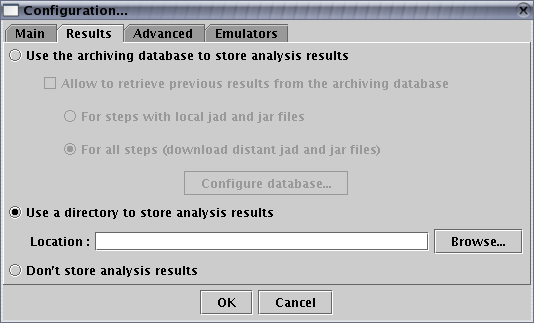 Configuration...
Main Results Advanced Emulators
Use the archiving database to store analysis results
Allow to retrieve previous results from the archiving database
For steps with local jad and jar files
For all steps (download distant jad and jar files)
Configure database...
Use a directory to store analysis results
Location : Browse...
Don't store analysis results
OK Cancel